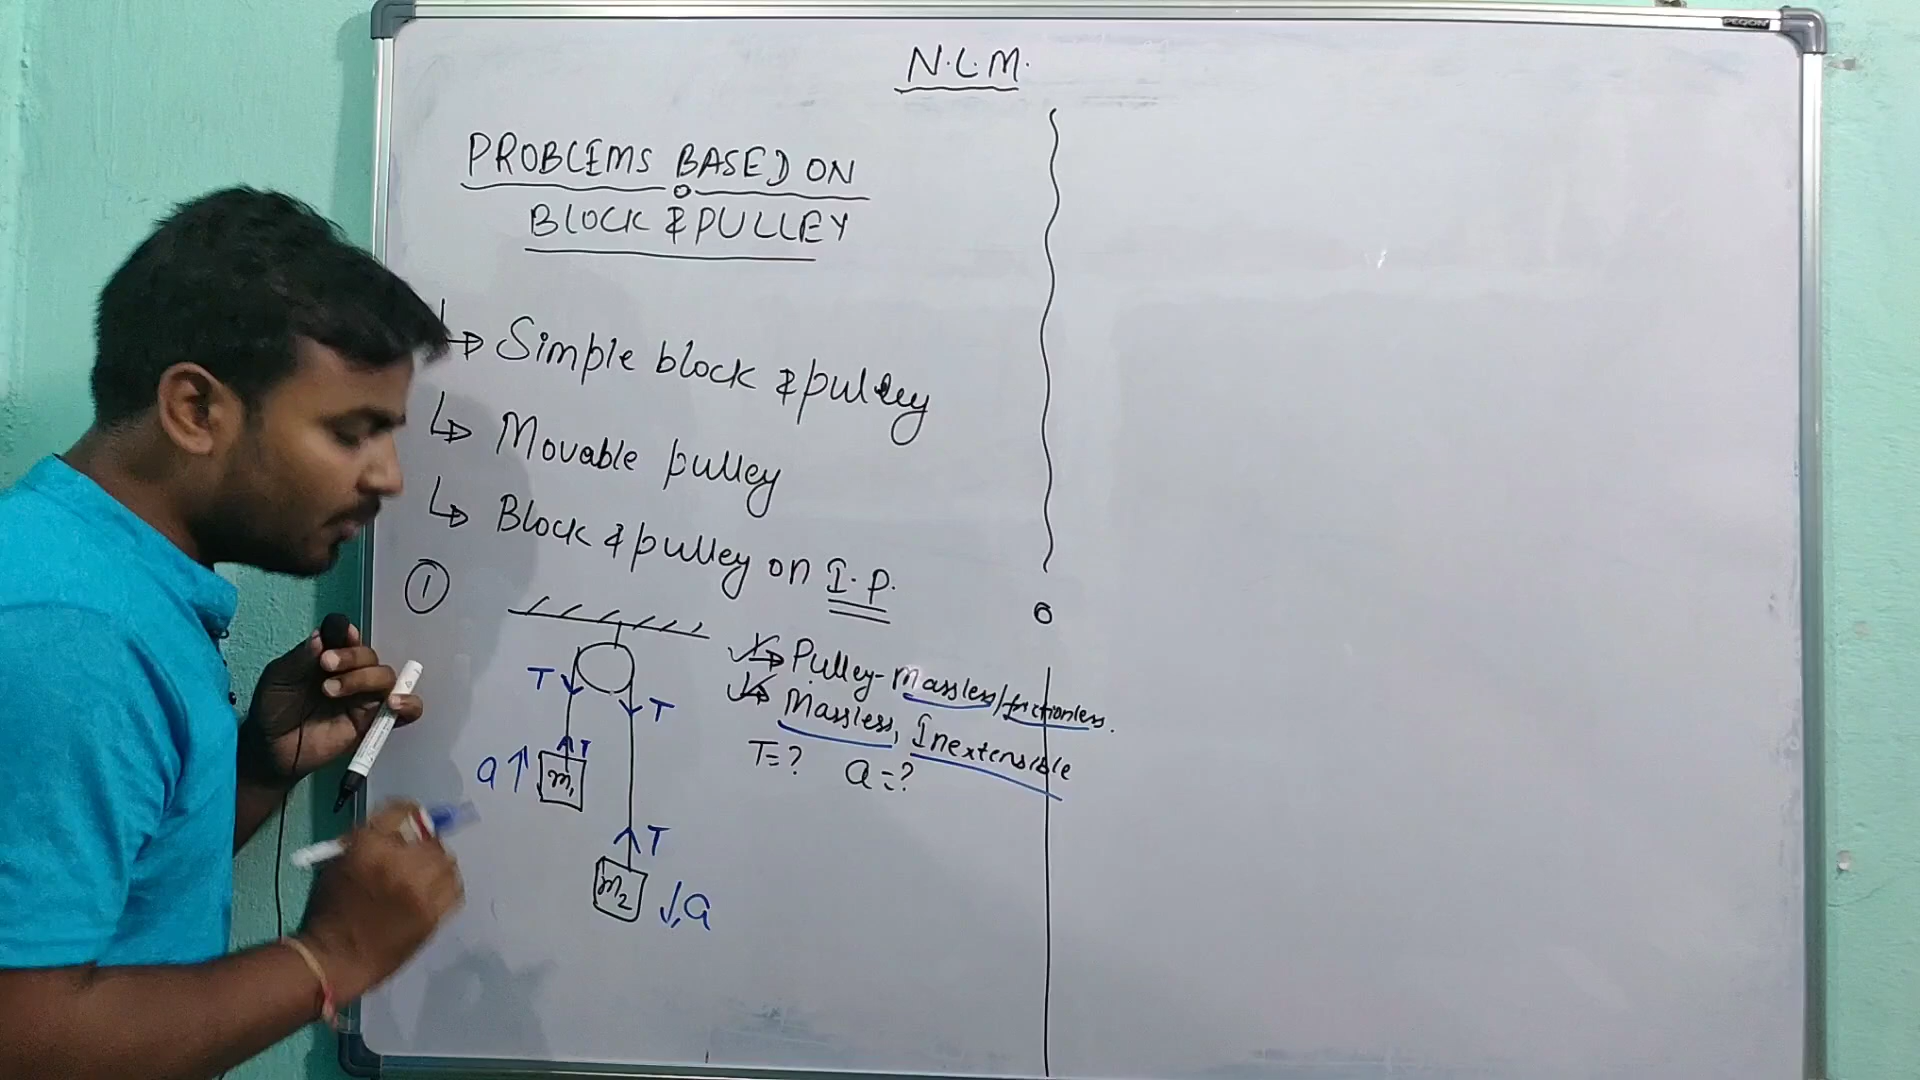 PEQON
N.L.M.
PROBLEMS BASED ON
BLOCK & PULLEY
Simple block & pulley
Movable pulley
Block & pulley on I.P.
1
Pulley - Massless/frictionless.
Massless, Inextensible
T=? a=?
T
T
T
a
m1
T
m2
a